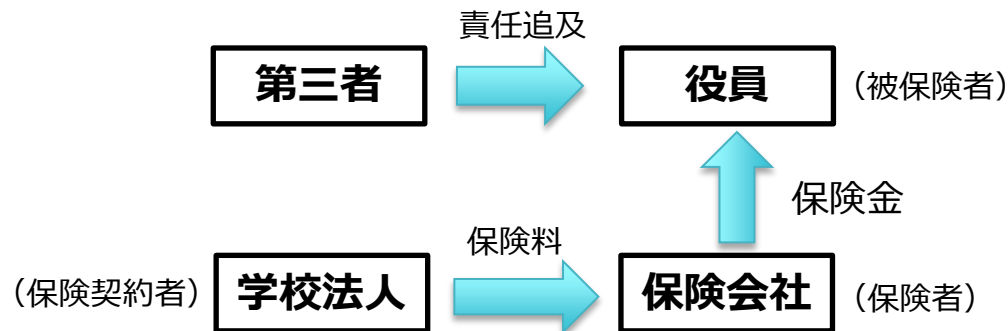 責任追及
第三者
役員
（被保険者）
保険金
保険料
（保険契約者）
学校法人
保険会社
（保険者）